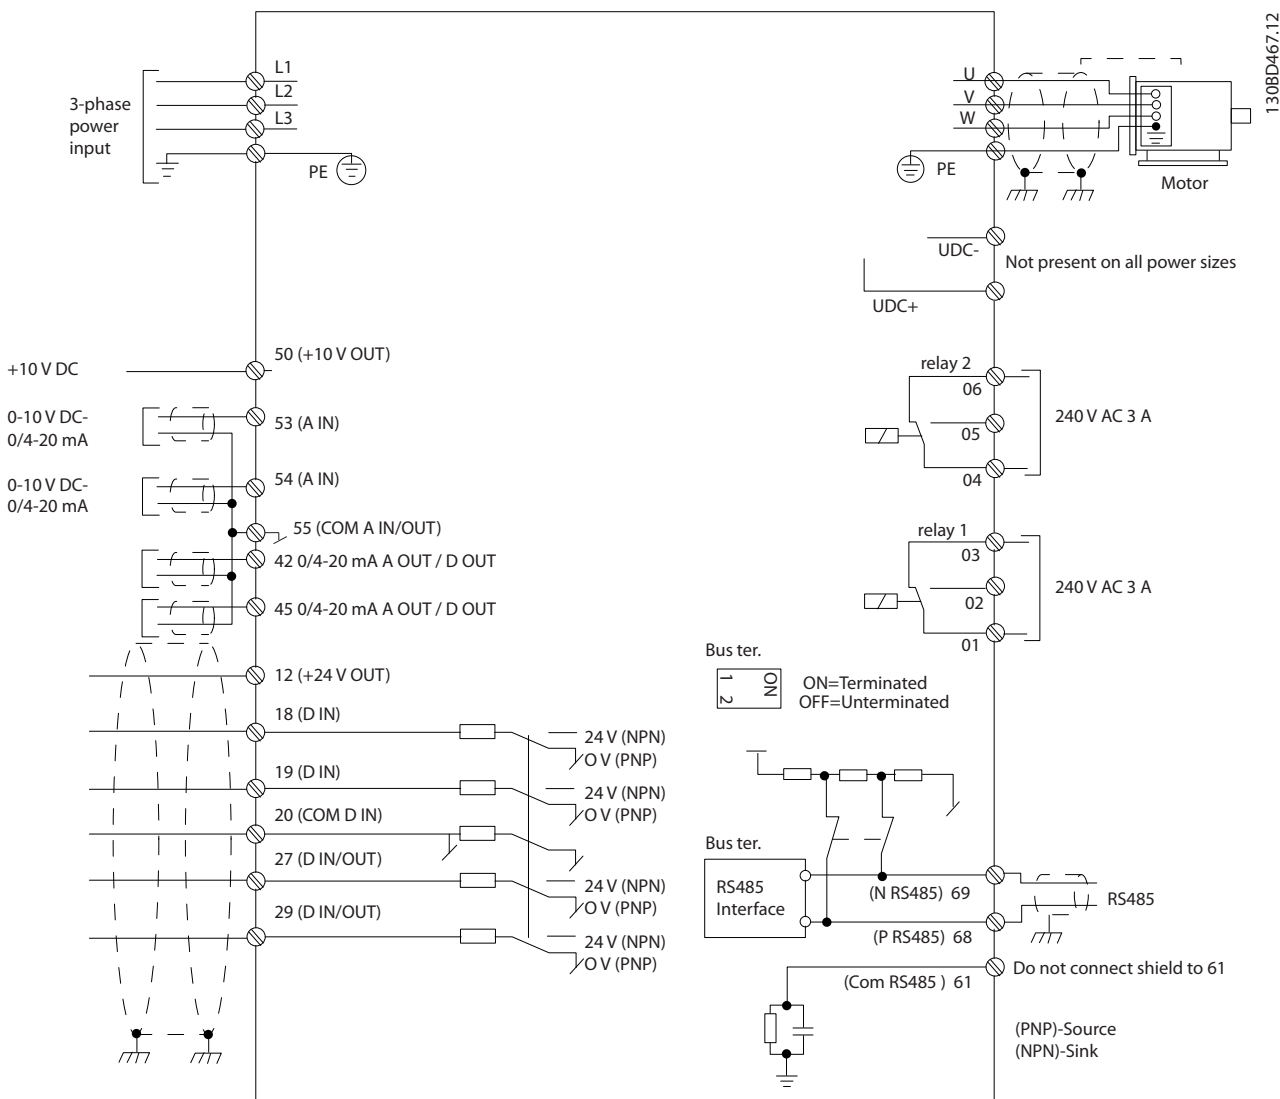 130BD467.12
3-phase
power
input
L1
L2
L3
PE
U
V
W
PE
Motor
UDC-
Not present on all power sizes
UDC+
+10 V DC
50 (+10 V OUT)
0-10 V DC-
0/4-20 mA
53 (A IN)
0-10 V DC-
0/4-20 mA
54 (A IN)
55 (COM A IN/OUT)
42 0/4-20 mA A OUT / D OUT
45 0/4-20 mA A OUT / D OUT
12 (+24 V OUT)
18 (D IN)
24 V (NPN)
O V (PNP)
19 (D IN)
24 V (NPN)
O V (PNP)
20 (COM D IN)
27 (D IN/OUT)
24 V (NPN)
O V (PNP)
29 (D IN/OUT)
24 V (NPN)
O V (PNP)
relay 2
06
05
04
240 V AC 3 A
relay 1
03
02
01
240 V AC 3 A
Bus ter.
1
2
ON
ON=Terminated
OFF=Unterminated
Bus ter.
RS485
Interface
(N RS485) 69
RS485
(P RS485) 68
(Com RS485 ) 61
Do not connect shield to 61
(PNP)-Source
(NPN)-Sink